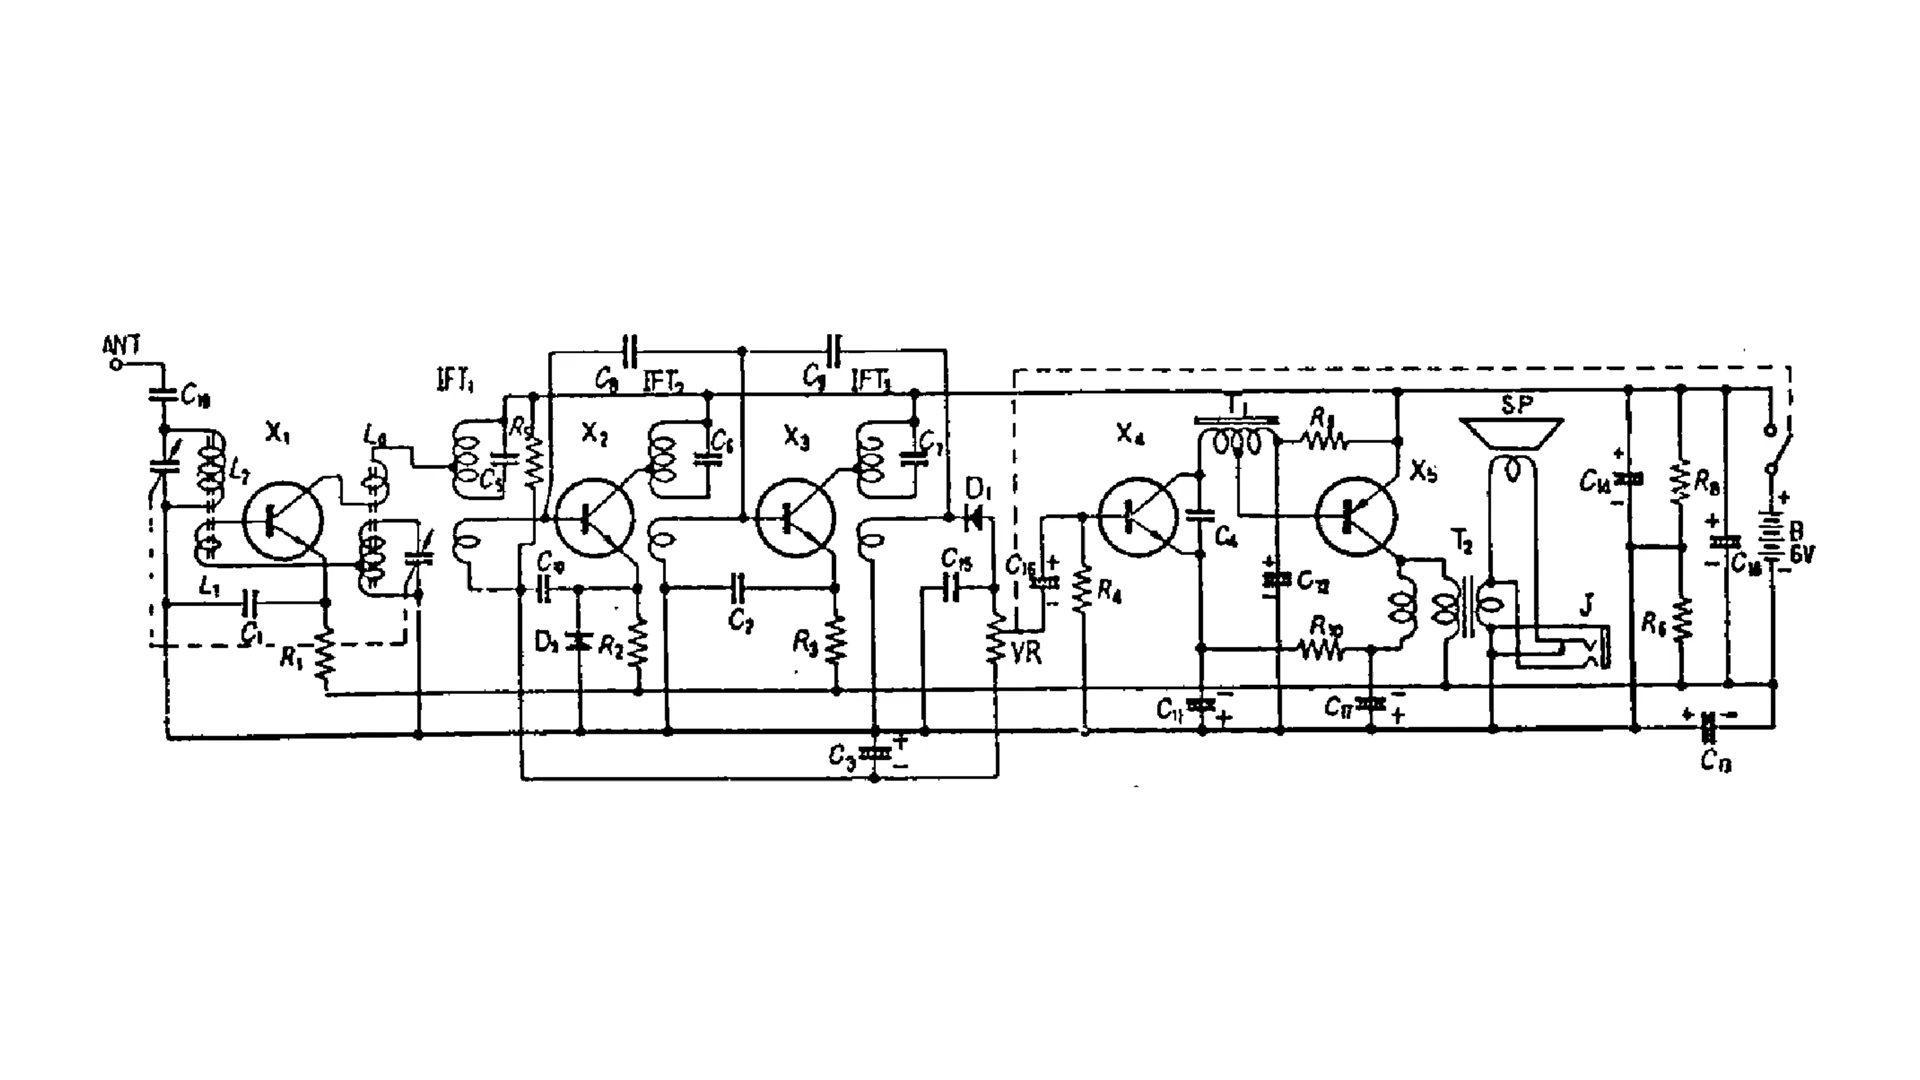 ANT
C18
X1
L2
L1
C1
R1
L0
IFT1
C5
R5
C8
X2
IFT2
C6
C9
X3
IFT3
C7
C10
D2
R2
C2
R3
C3
+
−
D1
C15
C16
+
−
VR
R4
X4
T1
C4
C11
−
+
C12
+
−
X5
R10
C17
−
+
T2
SP
J
C14
+
−
R8
R6
+
−
+
B
6V
−
+ −
C13